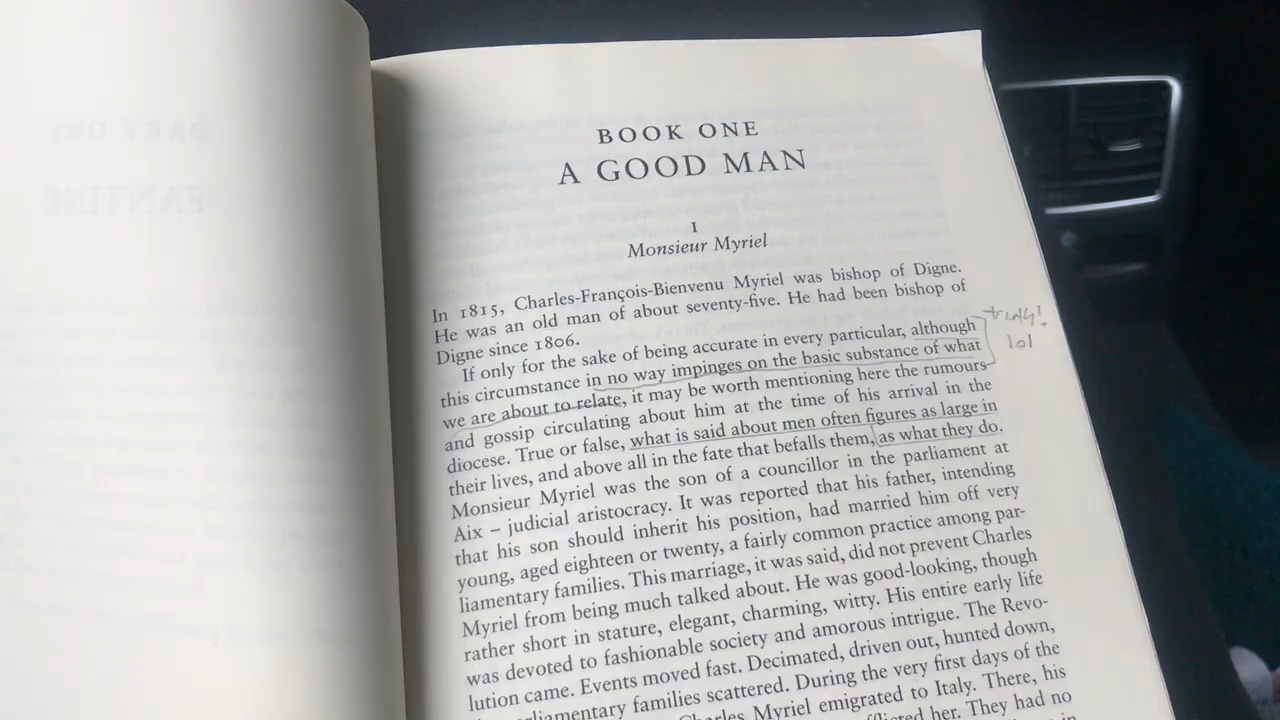 PART ONE
FANTINE
BOOK ONE
A GOOD MAN
I
Monsieur Myriel
In 1815, Charles-François-Bienvenu Myriel was bishop of Digne.
He was an old man of about seventy-five. He had been bishop of
Digne since 1806.
If only for the sake of being accurate in every particular, although
this circumstance in no way impinges on the basic substance of what
we are about to relate, it may be worth mentioning here the rumours
and gossip circulating about him at the time of his arrival in the
diocese. True or false, what is said about men often figures as large in
their lives, and above all in the fate that befalls them, as what they do.
Monsieur Myriel was the son of a councillor in the parliament at
Aix – judicial aristocracy. It was reported that his father, intending
that his son should inherit his position, had married him off very
young, aged eighteen or twenty, a fairly common practice among par-
liamentary families. This marriage, it was said, did not prevent Charles
Myriel from being much talked about. He was good-looking, though
rather short in stature, elegant, charming, witty. His entire early life
was devoted to fashionable society and amorous intrigue. The Revo-
lution came. Events moved fast. Decimated, driven out, hunted down,
parliamentary families scattered. During the very first days of the
Charles Myriel emigrated to Italy. There, his
her. They had no
in
lol